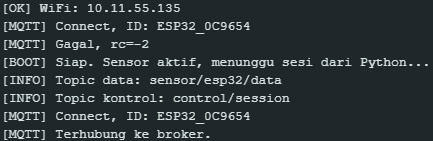 [OK] WiFi: 10.11.55.135
[MQTT] Connect, ID: ESP32_0C9654
[MQTT] Gagal, rc=-2
[BOOT] Siap. Sensor aktif, menunggu sesi dari Python...
[INFO] Topic data: sensor/esp32/data
[INFO] Topic kontrol: control/session
[MQTT] Connect, ID: ESP32_0C9654
[MQTT] Terhubung ke broker.